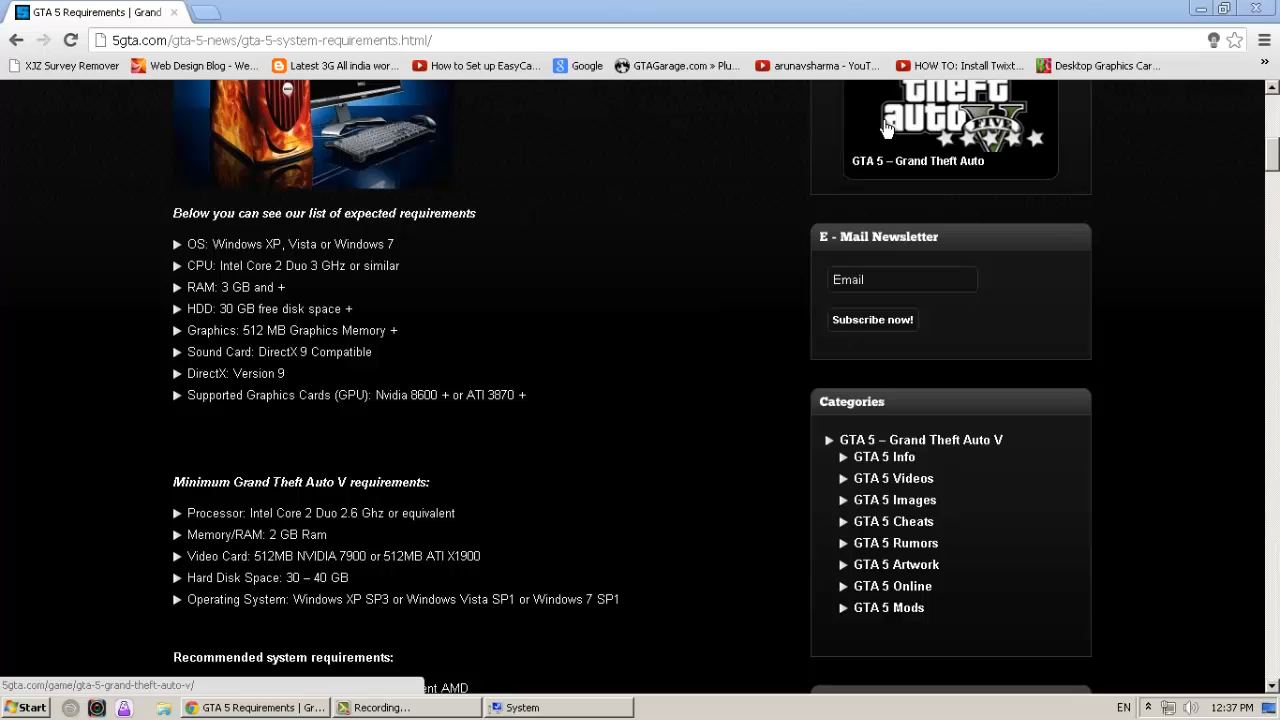 GTA 5 Requirements | Grand
5gta.com/gta-5-news/gta-5-system-requirements.html/
XJZ Survey Remover
Web Design Blog - We...
Latest 3G All india wor...
How to Set up EasyCa...
Google
GTAGarage.com » Plu...
arunavsharma - YouT...
HOW TO: Install Twixt...
Desktop Graphics Car...
theft
auto
FIVE
GTA 5 – Grand Theft Auto
Below you can see our list of expected requirements
OS: Windows XP, Vista or Windows 7
CPU: Intel Core 2 Duo 3 GHz or similar
RAM: 3 GB and +
HDD: 30 GB free disk space +
Graphics: 512 MB Graphics Memory +
Sound Card: DirectX 9 Compatible
DirectX: Version 9
Supported Graphics Cards (GPU): Nvidia 8600 + or ATI 3870 +
Minimum Grand Theft Auto V requirements:
Processor: Intel Core 2 Duo 2.6 Ghz or equivalent
Memory/RAM: 2 GB Ram
Video Card: 512MB NVIDIA 7900 or 512MB ATI X1900
Hard Disk Space: 30 – 40 GB
Operating System: Windows XP SP3 or Windows Vista SP1 or Windows 7 SP1
Recommended system requirements:
ent AMD
E - Mail Newsletter
Email
Subscribe now!
Categories
GTA 5 – Grand Theft Auto V
GTA 5 Info
GTA 5 Videos
GTA 5 Images
GTA 5 Cheats
GTA 5 Rumors
GTA 5 Artwork
GTA 5 Online
GTA 5 Mods
5gta.com/game/gta-5-grand-theft-auto-v/
Start
GTA 5 Requirements | Gr...
Recording...
System
EN
12:37 PM